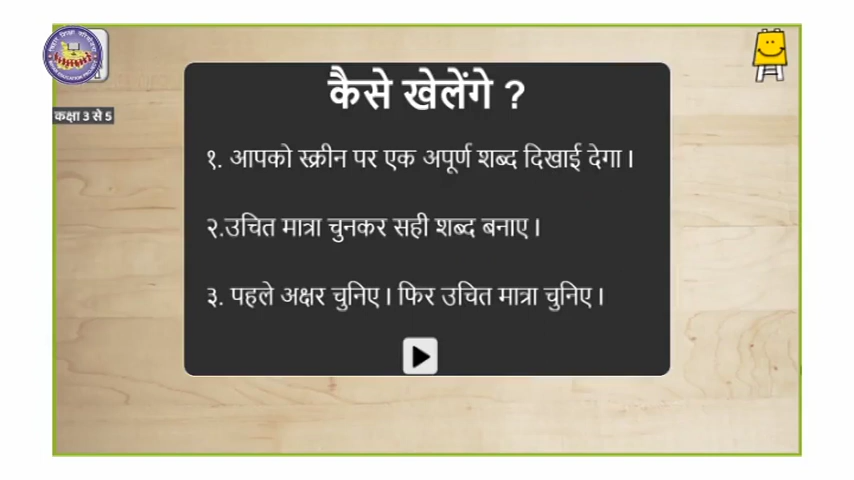 कैसे खेलेंगे ?
कक्षा 3 से 5
१. आपको स्क्रीन पर एक अपूर्ण शब्द दिखाई देगा।
२.उचित मात्रा चुनकर सही शब्द बनाए।
३. पहले अक्षर चुनिए। फिर उचित मात्रा चुनिए।